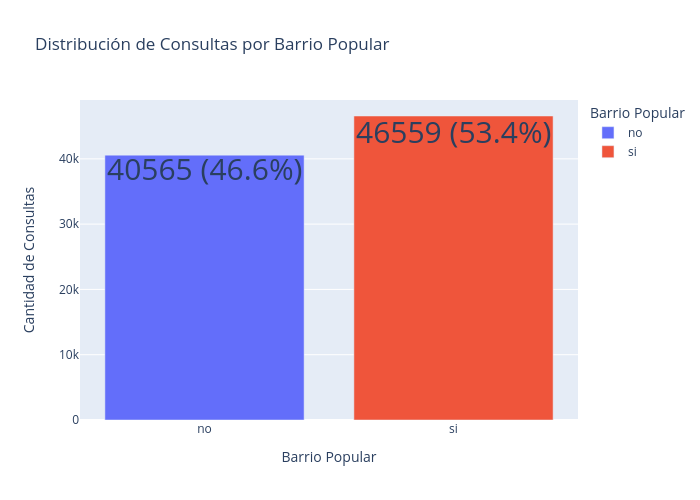 Distribución de Consultas por Barrio Popular
Barrio Popular
no
si
40565 (46.6%)
46559 (53.4%)
Cantidad de Consultas
40k
30k
20k
10k
0
no
si
Barrio Popular